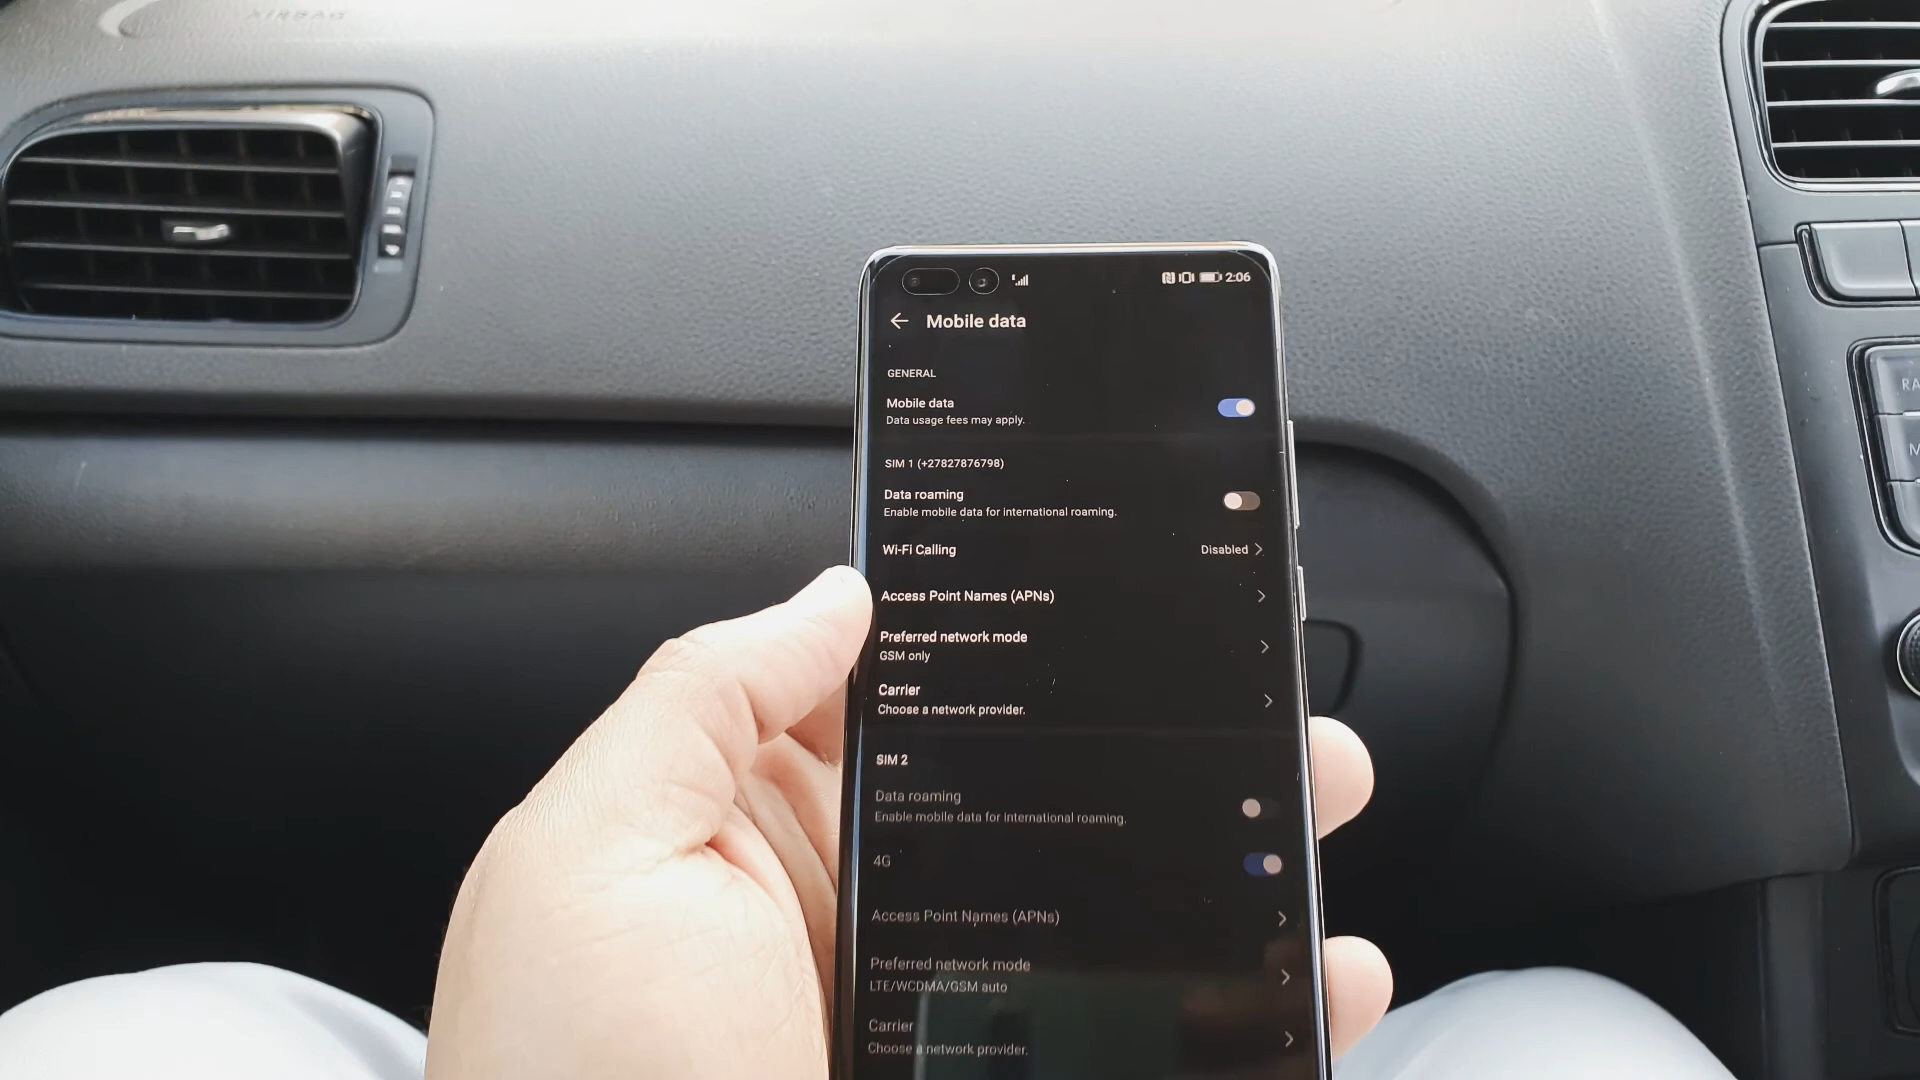 AIRBAG
2:06
Mobile data
GENERAL
Mobile data
Data usage fees may apply.
SIM 1 (+27827876798)
Data roaming
Enable mobile data for international roaming.
Wi-Fi Calling
Disabled
Access Point Names (APNs)
Preferred network mode
GSM only
Carrier
Choose a network provider.
SIM 2
Data roaming
Enable mobile data for international roaming.
4G
Access Point Names (APNs)
Preferred network mode
LTE/WCDMA/GSM auto
Carrier
Choose a network provider.